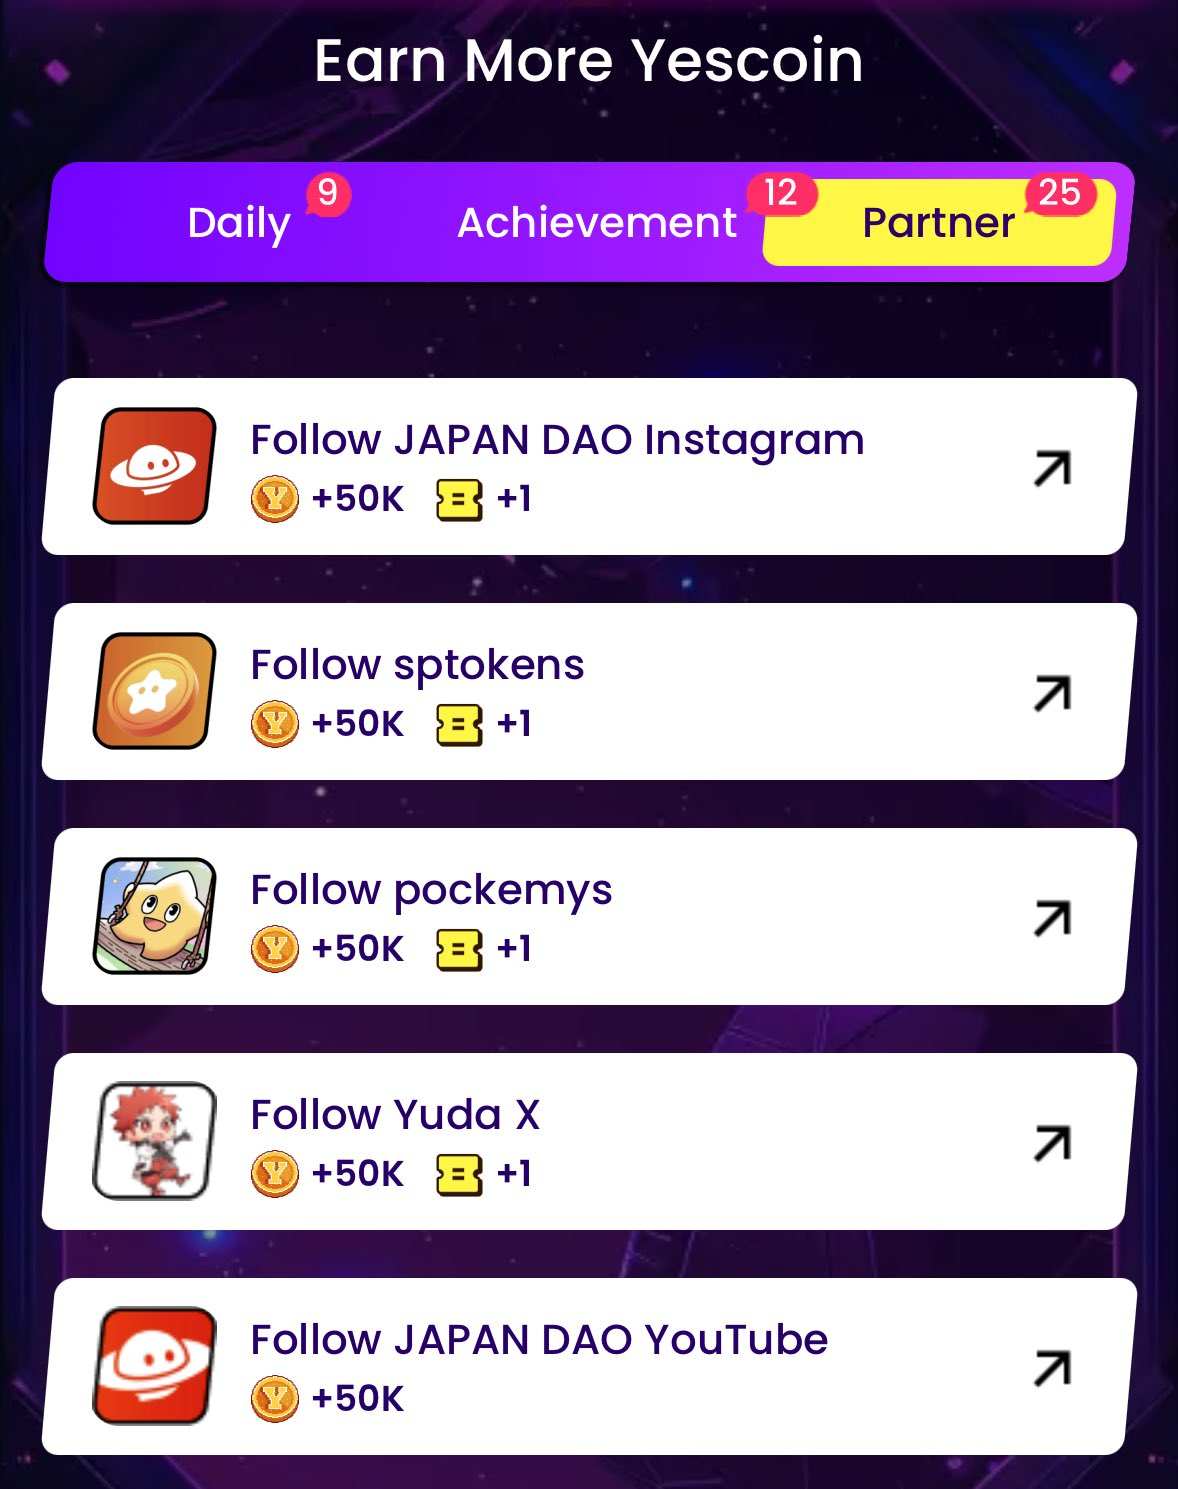 Earn More Yescoin
Daily 9 Achievement 12 Partner 25
Follow JAPAN DAO Instagram
Y +50K = +1
Follow sptokens
Y +50K = +1
Follow pockemys
Y +50K = +1
Follow Yuda X
Y +50K = +1
Follow JAPAN DAO YouTube
Y +50K